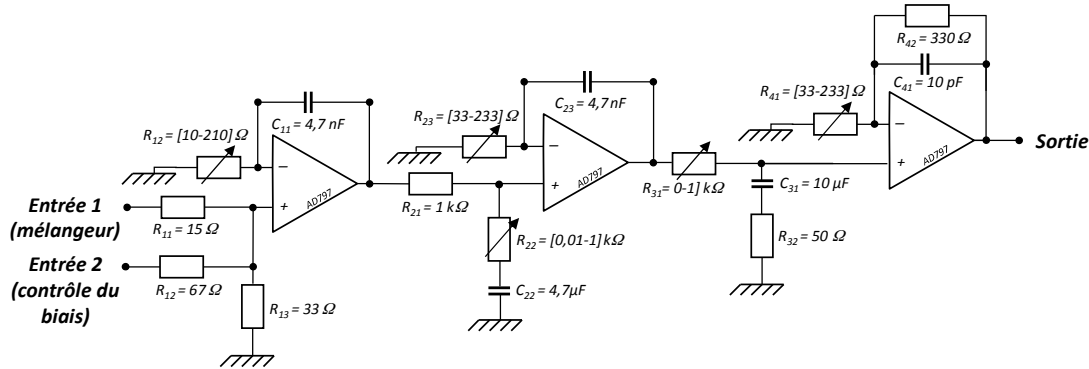 R42 = 330 Ω
C41 = 10 pF
R41 = [33-233] Ω
−
+
AD797
Sortie
C11 = 4,7 nF
R12 = [10-210] Ω
−
+
AD797
C23 = 4,7 nF
R23 = [33-233] Ω
−
+
AD797
R31 = 0-1] kΩ
C31 = 10 µF
R32 = 50 Ω
Entrée 1
(mélangeur)
R11 = 15 Ω
R21 = 1 kΩ
R22 = [0,01-1] kΩ
C22 = 4,7µF
Entrée 2
(contrôle du
biais)
R12 = 67 Ω
R13 = 33 Ω